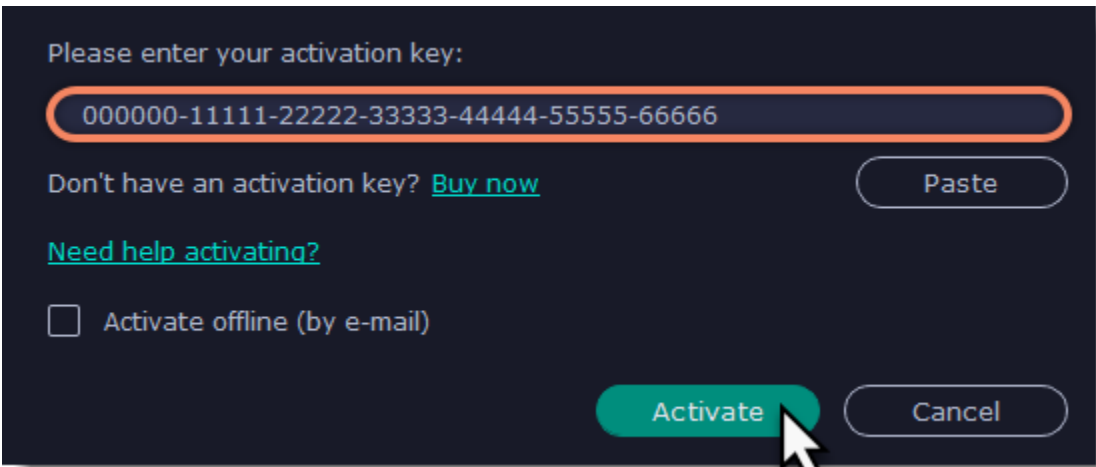 Please enter your activation key:
000000-11111-22222-33333-44444-55555-66666
Don't have an activation key? Buy now
Paste
Need help activating?
Activate offline (by e-mail)
Activate
Cancel